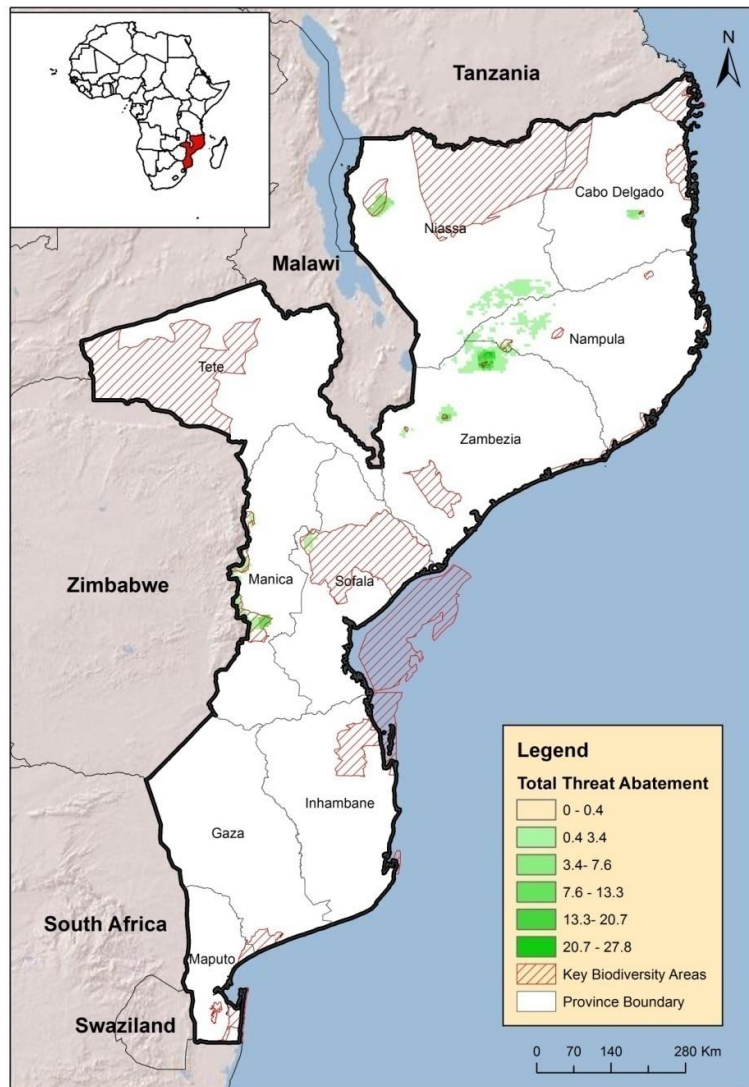 N
Tanzania
Cabo Delgado
Niassa
Malawi
Nampula
Tete
Zambezia
Zimbabwe
Manica
Sofala
Legend
Total Threat Abatement
0 - 0.4
0.4 3.4
3.4- 7.6
7.6 - 13.3
13.3- 20.7
20.7 - 27.8
Key Biodiversity Areas
Province Boundary
Inhambane
Gaza
South Africa
Maputo
Swaziland
0 70 140 280 Km